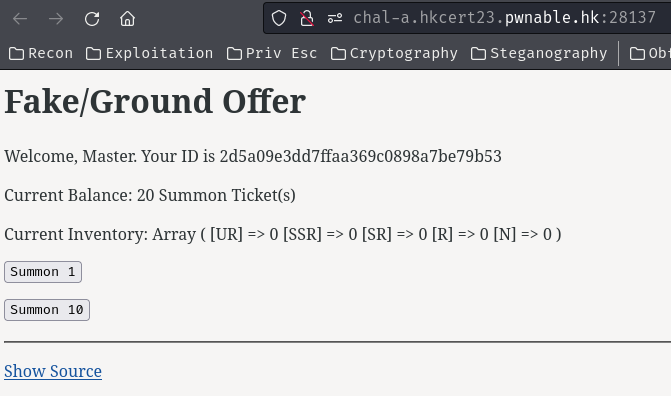 chal-a.hkcert23.pwnable.hk:28137
Recon Exploitation Priv Esc Cryptography Steganography Obf
Fake/Ground Offer
Welcome, Master. Your ID is 2d5a09e3dd7ffaa369c0898a7be79b53
Current Balance: 20 Summon Ticket(s)
Current Inventory: Array ( [UR] => 0 [SSR] => 0 [SR] => 0 [R] => 0 [N] => 0 )
Summon 1
Summon 10
Show Source